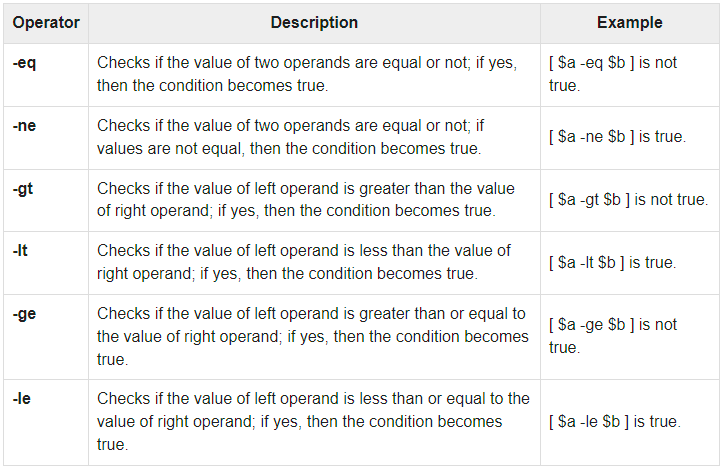 Operator Description Example
-eq Checks if the value of two operands are equal or not; if yes, [ $a -eq $b ] is not
then the condition becomes true. true.
-ne Checks if the value of two operands are equal or not; if
values are not equal, then the condition becomes true. [ $a -ne $b ] is true.
-gt Checks if the value of left operand is greater than the value
of right operand; if yes, then the condition becomes true. [ $a -gt $b ] is not true.
-lt Checks if the value of left operand is less than the value of
right operand; if yes, then the condition becomes true. [ $a -lt $b ] is true.
-ge Checks if the value of left operand is greater than or equal to
the value of right operand; if yes, then the condition becomes [ $a -ge $b ] is not
true. true.
-le Checks if the value of left operand is less than or equal to the
value of right operand; if yes, then the condition becomes [ $a -le $b ] is true.
true.